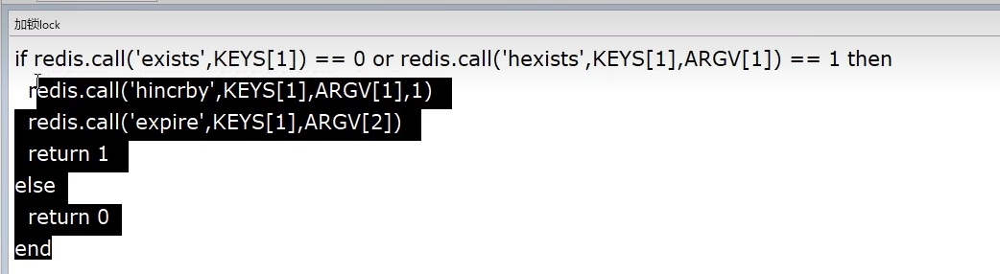 加锁lock
if redis.call('exists',KEYS[1]) == 0 or redis.call('hexists',KEYS[1],ARGV[1]) == 1 then
redis.call('hincrby',KEYS[1],ARGV[1],1)
redis.call('expire',KEYS[1],ARGV[2])
return 1
else
return 0
end